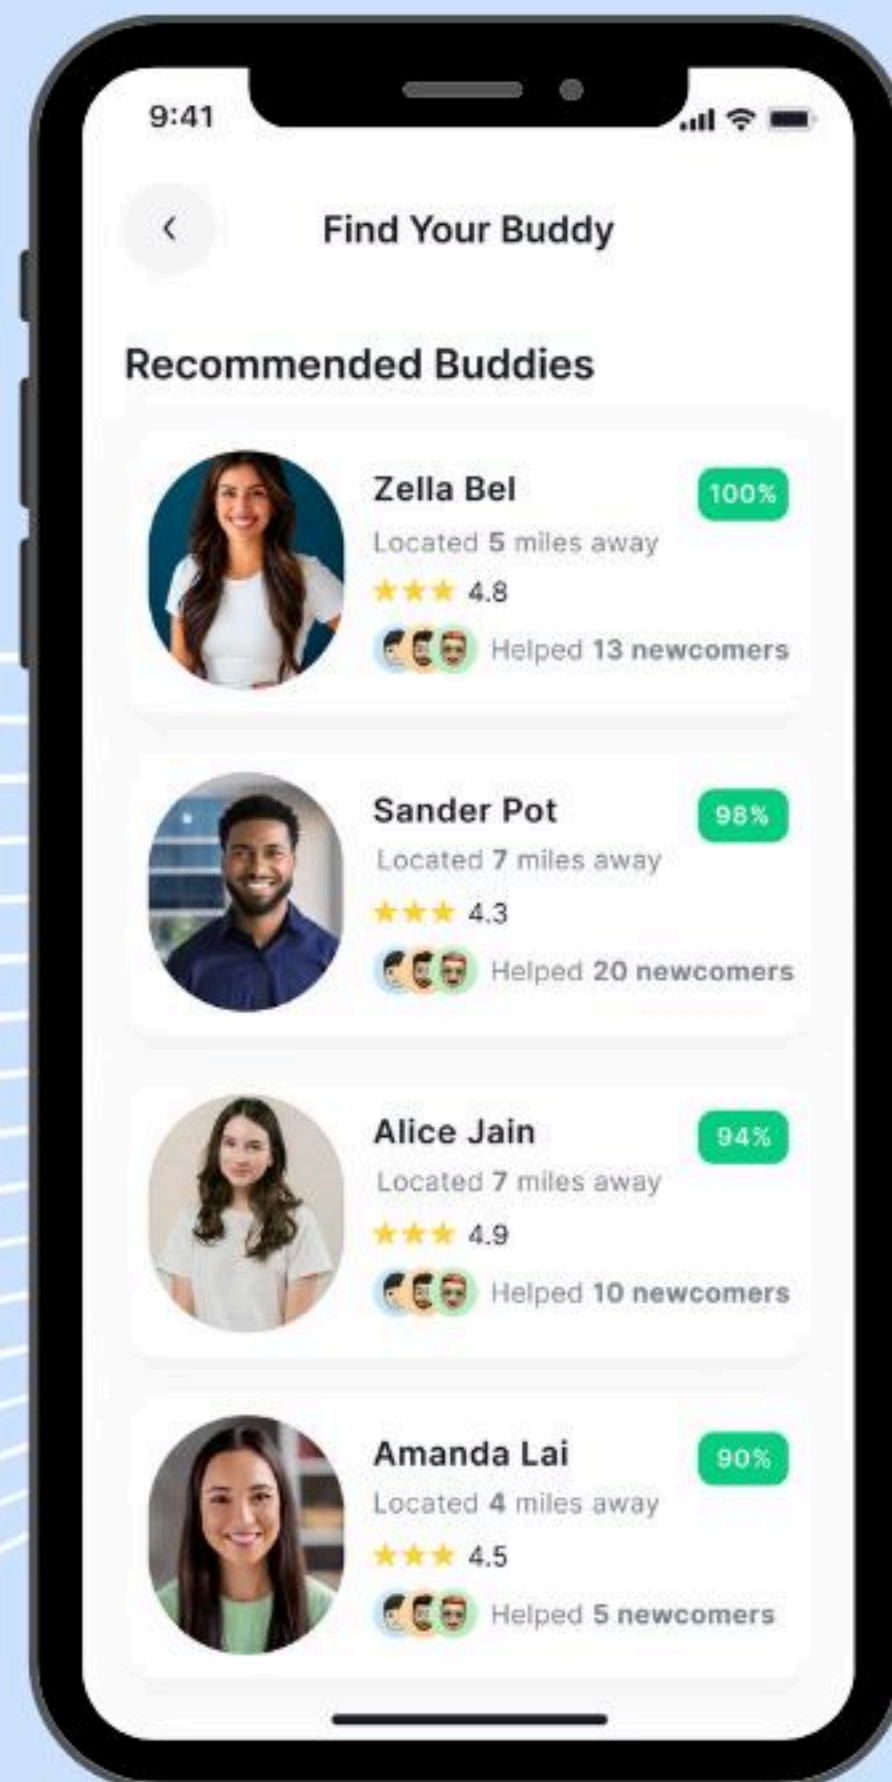 9:41
Find Your Buddy
Recommended Buddies
Zella Bel
100%
Located 5 miles away
4.8
Helped 13 newcomers
Sander Pot
98%
Located 7 miles away
4.3
Helped 20 newcomers
Alice Jain
94%
Located 7 miles away
4.9
Helped 10 newcomers
Amanda Lai
90%
Located 4 miles away
4.5
Helped 5 newcomers